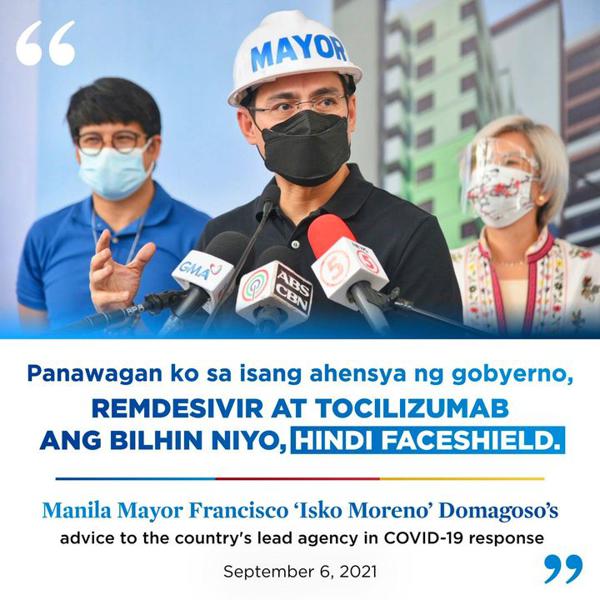 MAYOR
GMA
ABS
CBN
5
Panawagan ko sa isang ahensya ng gobyerno,
REMDESIVIR AT TOCILIZUMAB
ANG BILHIN NIYO, HINDI FACESHIELD.
Manila Mayor Francisco ‘Isko Moreno’ Domagoso’s
advice to the country's lead agency in COVID-19 response
September 6, 2021